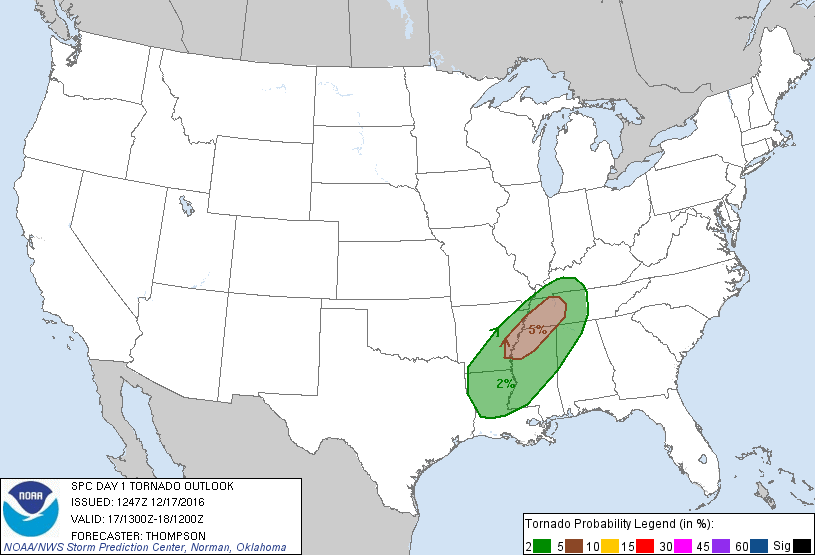 5%
2%
NOAA
SPC DAY 1 TORNADO OUTLOOK
ISSUED: 1247Z 12/17/2016
VALID: 17/1300Z-18/1200Z
FORECASTER: THOMPSON
NOAA/NWS Storm Prediction Center, Norman, Oklahoma
Tornado Probability Legend (in %):
2 5 10 15 30 45 60 Sig